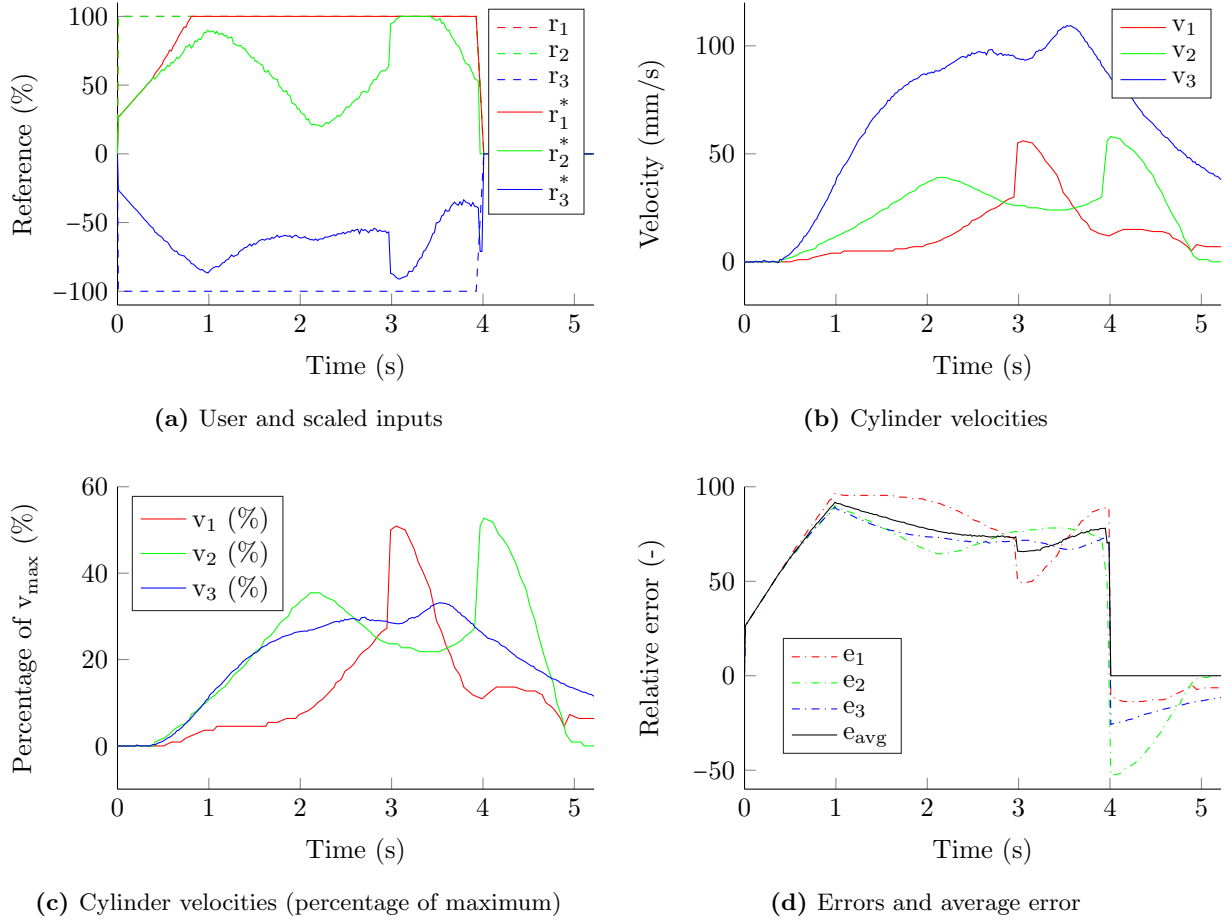 100
50
0
−50
−100
Reference (%)
0 1 2 3 4 5
Time (s)
r1
r2
r3
r1*
r2*
r3*
(a) User and scaled inputs
100
50
0
Velocity (mm/s)
0 1 2 3 4 5
Time (s)
v1
v2
v3
(b) Cylinder velocities
60
40
20
0
Percentage of vmax (%)
0 1 2 3 4 5
Time (s)
v1 (%)
v2 (%)
v3 (%)
(c) Cylinder velocities (percentage of maximum)
100
50
0
−50
Relative error (-)
0 1 2 3 4 5
Time (s)
e1
e2
e3
eavg
(d) Errors and average error